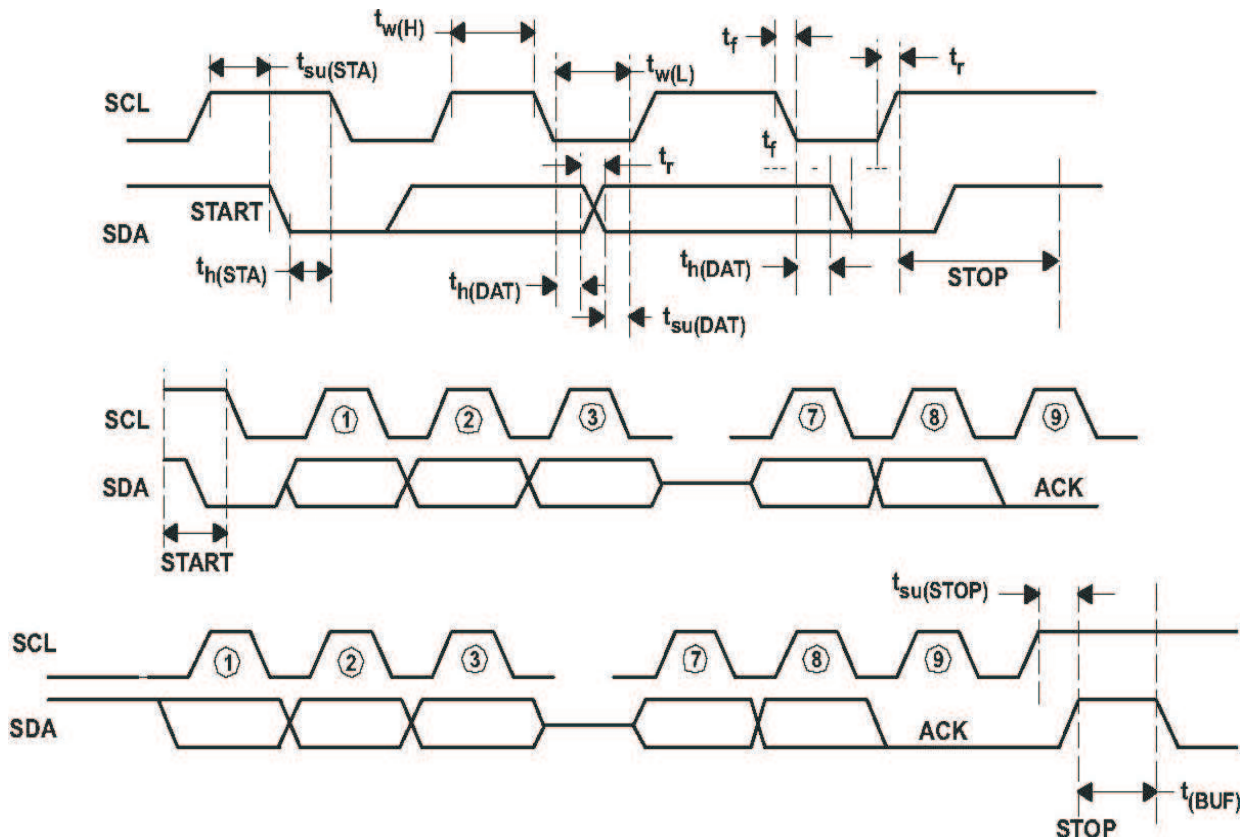 t_w(H)
t_f
t_r
t_su(STA)
t_w(L)
SCL
t_r
t_f
START
SDA
t_h(STA)
t_h(DAT)
t_h(DAT)
STOP
t_su(DAT)
SCL
1
2
3
7
8
9
SDA
ACK
START
t_su(STOP)
SCL
1
2
3
7
8
9
SDA
ACK
t_(BUF)
STOP